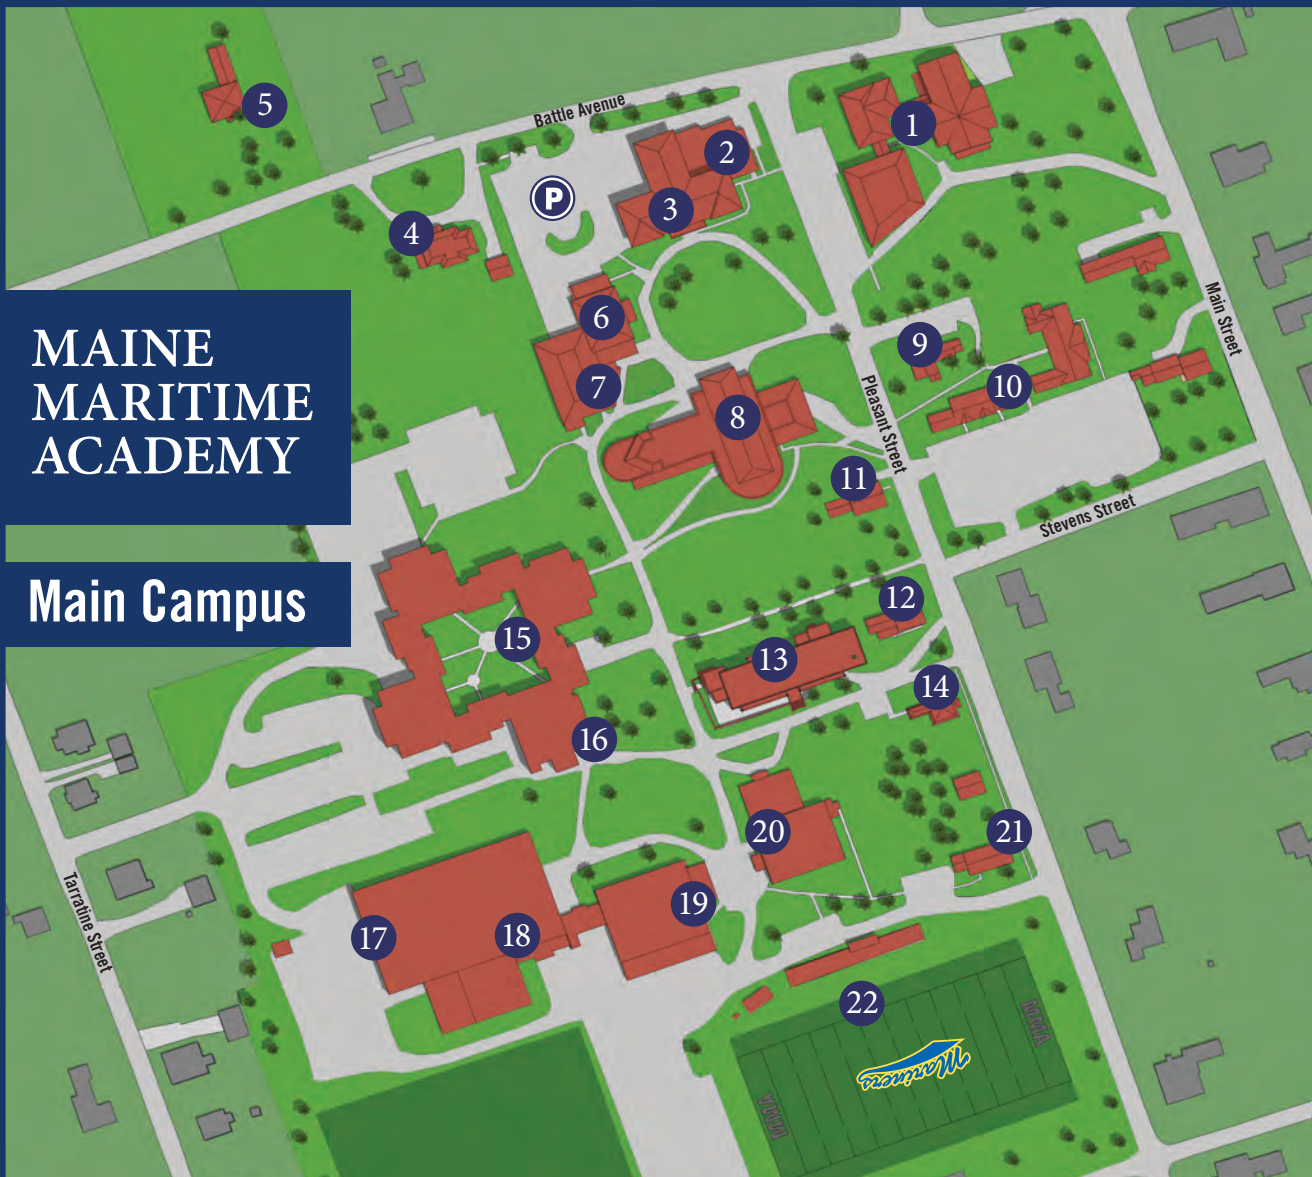 Battle Avenue
1
2
3
4
5
P
MAINE
MARITIME
ACADEMY
Main Campus
6
7
8
9
10
11
12
13
14
15
16
17
18
19
20
21
22
Main Street
Pleasant Street
Stevens Street
Tarratine Street
MMA
Mariners
MMA